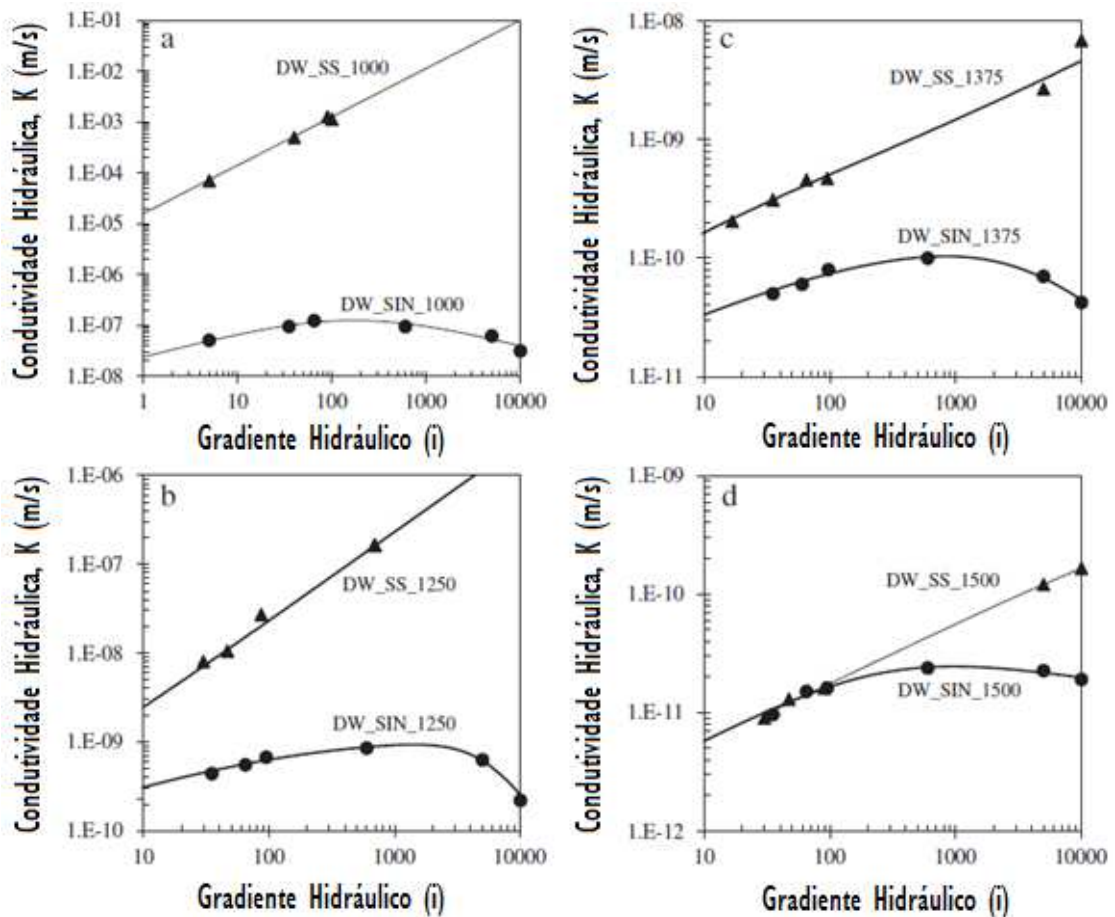 a
Condutividade Hidráulica, K (m/s)
1.E-01
1.E-02
1.E-03
1.E-04
1.E-05
1.E-06
1.E-07
1.E-08
DW_SS_1000
DW_SIN_1000
1 10 100 1000 10000
Gradiente Hidráulico (i)
c
Condutividade Hidráulica, K (m/s)
1.E-08
1.E-09
1.E-10
1.E-11
DW_SS_1375
DW_SIN_1375
10 100 1000 10000
Gradiente Hidráulico (i)
b
Condutividade Hidráulica, K (m/s)
1.E-06
1.E-07
1.E-08
1.E-09
1.E-10
DW_SS_1250
DW_SIN_1250
10 100 1000 10000
Gradiente Hidráulico (i)
d
Condutividade Hidráulica, K (m/s)
1.E-09
1.E-10
1.E-11
1.E-12
DW_SS_1500
DW_SIN_1500
10 100 1000 10000
Gradiente Hidráulico (i)